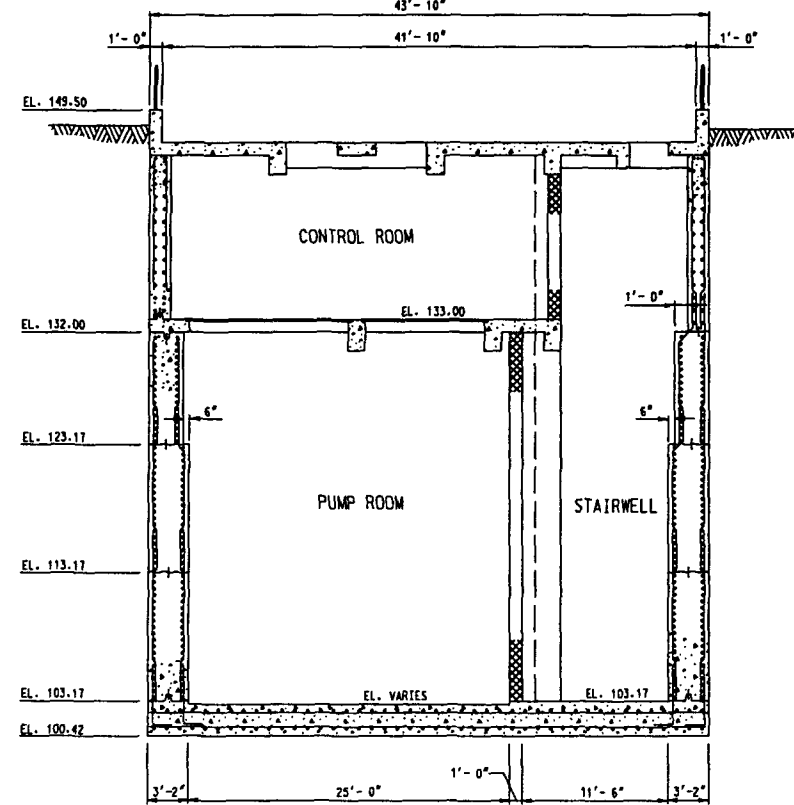 43'-10"
1'-0" 41'-10" 1'-0"
EL. 149.50
CONTROL ROOM
EL. 133.00
1'-0"
EL. 132.00
6" 6"
EL. 123.17
PUMP ROOM STAIRWELL
EL. 113.17
EL. VARIES EL. 103.17
EL. 103.17
EL. 100.42
1'-0"
3'-2" 25'-0" 11'-6" 3'-2"